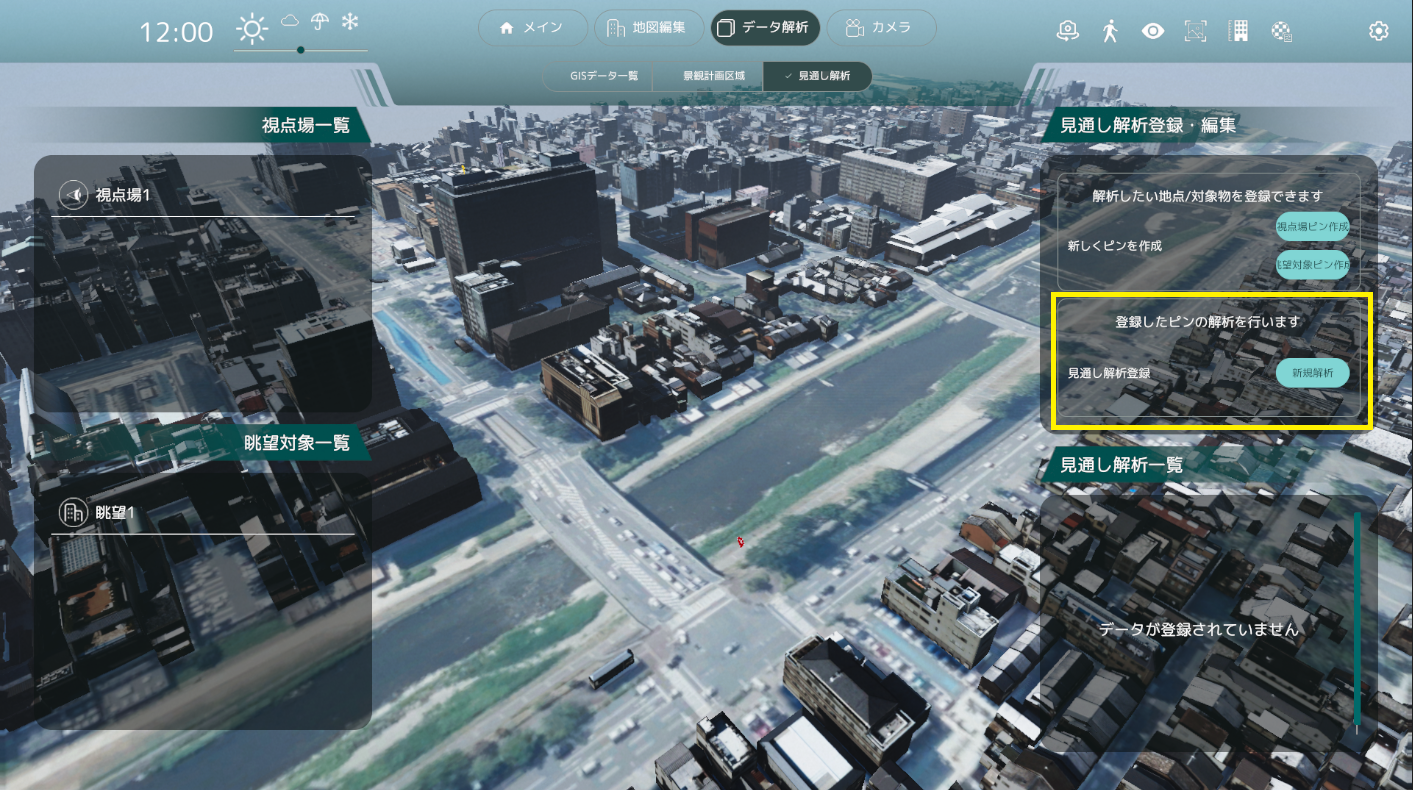 12:00
メイン
地図編集
データ解析
カメラ
GISデータ一覧
景観計画区域
見通し解析
視点場一覧
視点場1
眺望対象一覧
眺望1
見通し解析登録・編集
解析したい地点/対象物を登録できます
新しくピンを作成
視点場ピン作成
眺望対象ピン作成
登録したピンの解析を行います
見通し解析登録
新規解析
見通し解析一覧
データが登録されていません